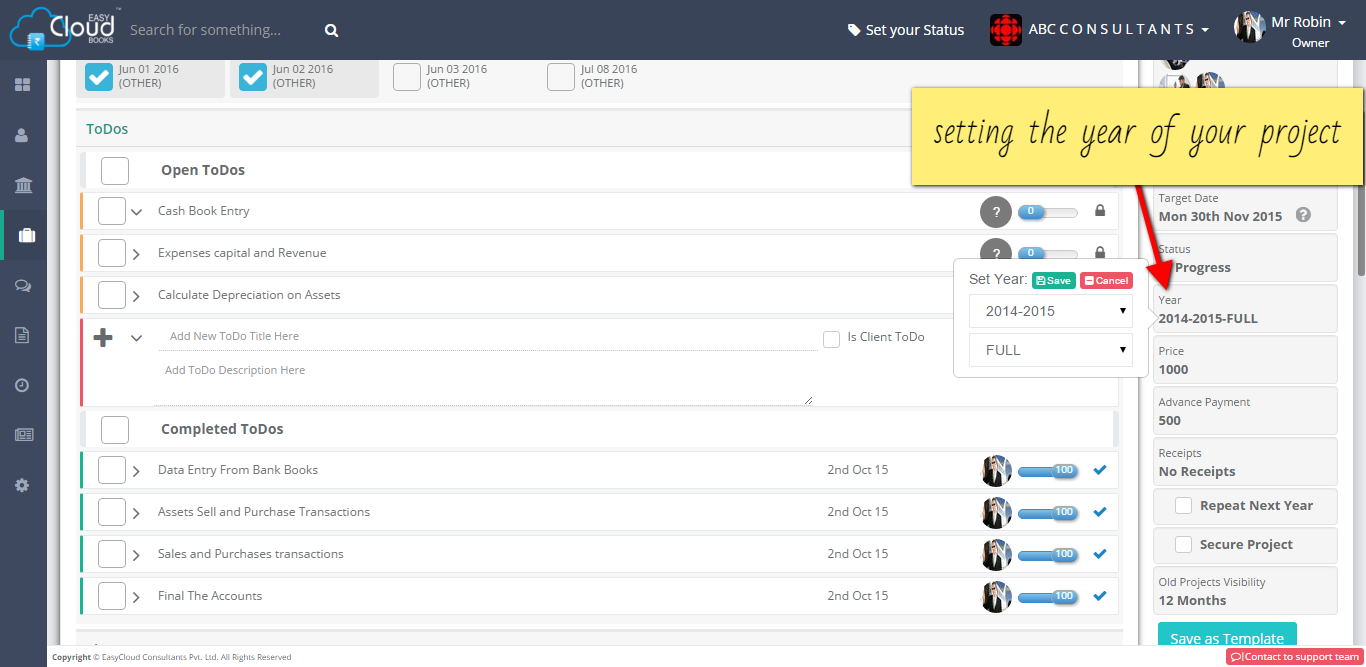 EASY
Cloud
BOOKS
™
Search for something...
Set your Status
A B C C O N S U L T A N T S
Mr Robin
Owner
Jun 01 2016
(OTHER)
Jun 02 2016
(OTHER)
Jun 03 2016
(OTHER)
Jul 08 2016
(OTHER)
setting the year of your project
ToDos
Open ToDos
Cash Book Entry
? 0
Expenses capital and Revenue
? 0
Calculate Depreciation on Assets
Add New ToDo Title Here
Is Client ToDo
Add ToDo Description Here
Set Year: Save Cancel
2014-2015
FULL
Completed ToDos
Data Entry From Bank Books 2nd Oct 15 100
Assets Sell and Purchase Transactions 2nd Oct 15 100
Sales and Purchases transactions 2nd Oct 15 100
Final The Accounts 2nd Oct 15 100
Target Date
Mon 30th Nov 2015 ?
Status
Progress
Year
2014-2015-FULL
Price
1000
Advance Payment
500
Receipts
No Receipts
Repeat Next Year
Secure Project
Old Projects Visibility
12 Months
Save as Template
Copyright © EasyCloud Consultants Pvt. Ltd. All Rights Reserved
Contact to support team